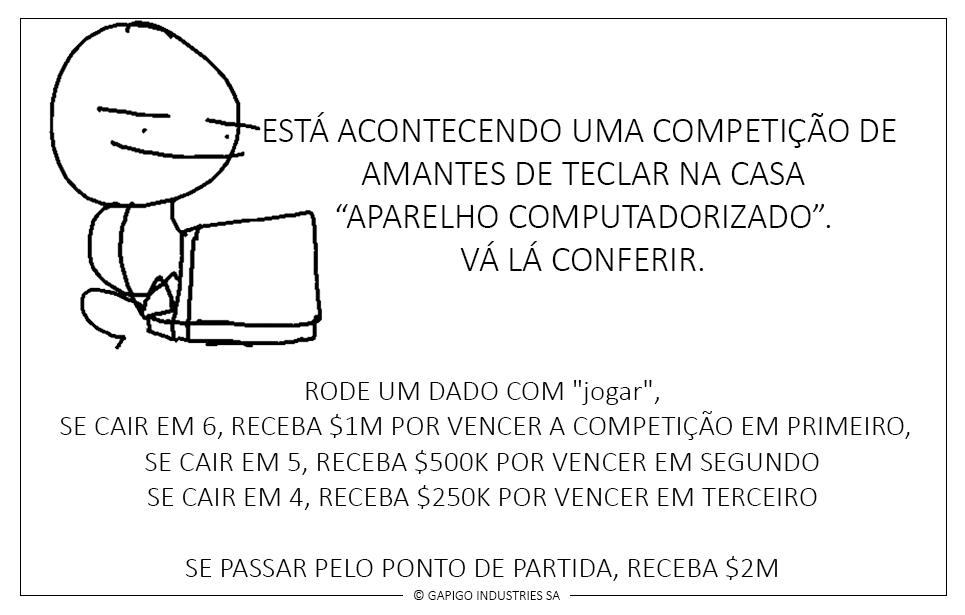 ESTÁ ACONTECENDO UMA COMPETIÇÃO DE
AMANTES DE TECLAR NA CASA
“APARELHO COMPUTADORIZADO”.
VÁ LÁ CONFERIR.
RODE UM DADO COM "jogar",
SE CAIR EM 6, RECEBA $1M POR VENCER A COMPETIÇÃO EM PRIMEIRO,
SE CAIR EM 5, RECEBA $500K POR VENCER EM SEGUNDO
SE CAIR EM 4, RECEBA $250K POR VENCER EM TERCEIRO
SE PASSAR PELO PONTO DE PARTIDA, RECEBA $2M
© GAPIGO INDUSTRIES SA